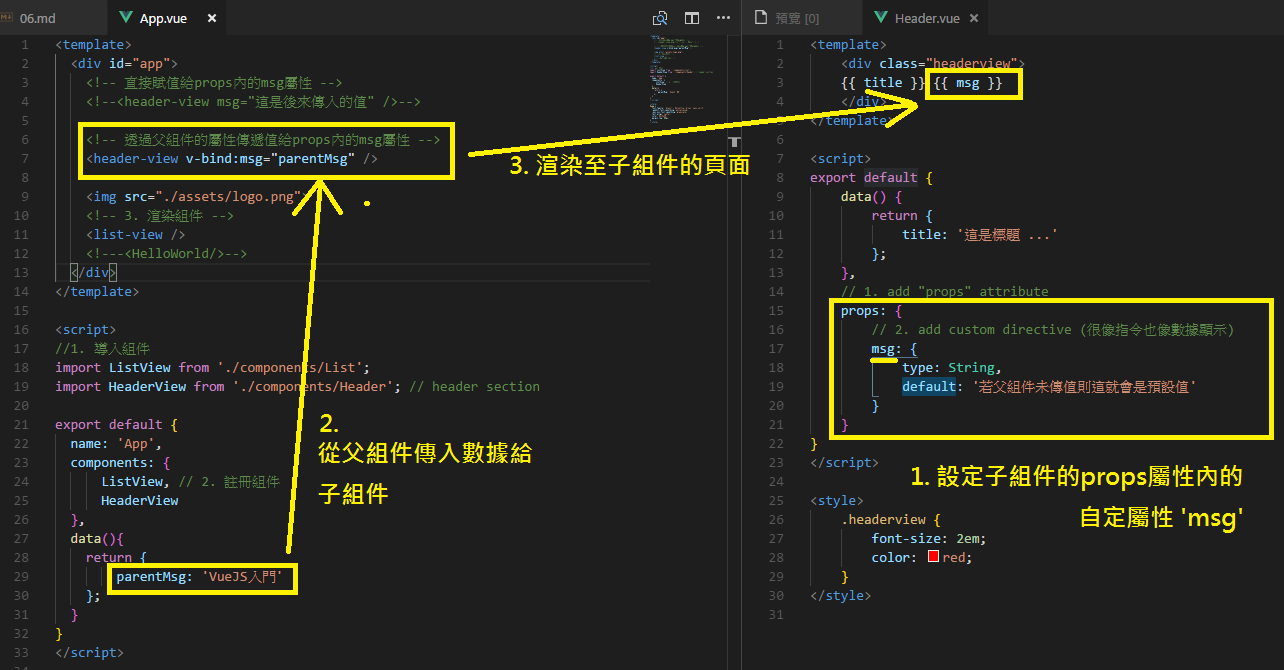 06.md
App.vue
1 <template>
2 <div id="app">
3 <!-- 直接賦值給props內的msg屬性 -->
4 <!--<header-view msg="這是後來傳入的值" />-->
5
6 <!-- 透過父組件的屬性傳遞值給props內的msg屬性 -->
7 <header-view v-bind:msg="parentMsg" />
8
9 <img src="./assets/logo.png">
10 <!-- 3. 渲染組件 -->
11 <list-view />
12 <!---<HelloWorld/>-->
13 </div>
14 </template>
15
16 <script>
17 //1. 導入組件
18 import ListView from './components/List';
19 import HeaderView from './components/Header'; // header section
20
21 export default {
22 name: 'App',
23 components: {
24 ListView, // 2. 註冊組件
25 HeaderView
26 },
27 data(){
28 return {
29 parentMsg: 'VueJS入門'
30 };
31 }
32 }
33 </script>
3. 渲染至子組件的頁面
2.
從父組件傳入數據給
子組件
預覽 [0]
Header.vue
1 <template>
2 <div class="headerview">
3 {{ title }} {{ msg }}
4 </div>
5 </template>
6
7 <script>
8 export default {
9 data() {
10 return {
11 title: '這是標題 ...'
12 };
13 },
14 // 1. add "props" attribute
15 props: {
16 // 2. add custom directive (很像指令也像數據顯示)
17 msg: {
18 type: String,
19 default: '若父組件未傳值則這就會是預設值'
20 }
21 }
22 }
23 </script>
24
25 <style>
26 .headerview {
27 font-size: 2em;
28 color: red;
29 }
30 </style>
31
1. 設定子組件的props屬性內的
自定屬性 'msg'